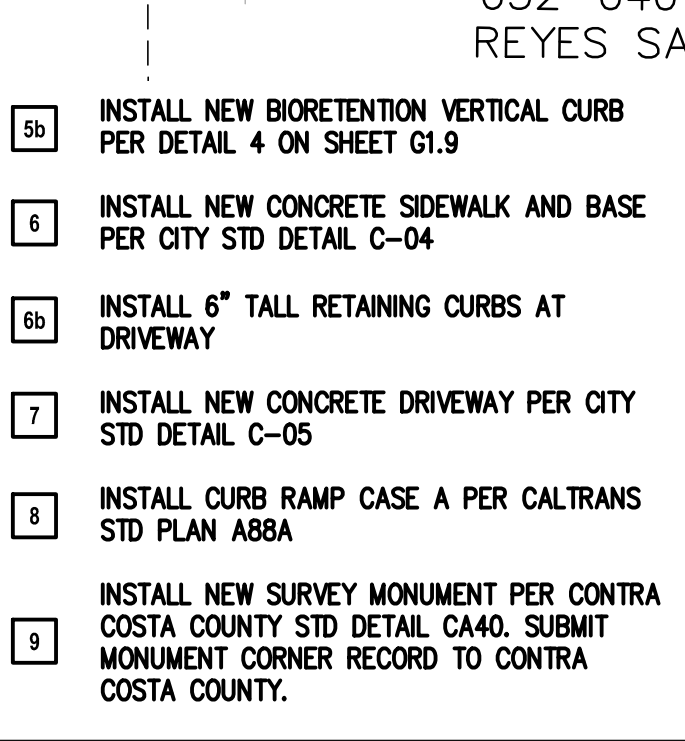 REYES SA
5b
INSTALL NEW BIORETENTION VERTICAL CURB
PER DETAIL 4 ON SHEET G1.9
6
INSTALL NEW CONCRETE SIDEWALK AND BASE
PER CITY STD DETAIL C-04
6b
INSTALL 6" TALL RETAINING CURBS AT
DRIVEWAY
7
INSTALL NEW CONCRETE DRIVEWAY PER CITY
STD DETAIL C-05
8
INSTALL CURB RAMP CASE A PER CALTRANS
STD PLAN A88A
9
INSTALL NEW SURVEY MONUMENT PER CONTRA
COSTA COUNTY STD DETAIL CA40. SUBMIT
MONUMENT CORNER RECORD TO CONTRA
COSTA COUNTY.